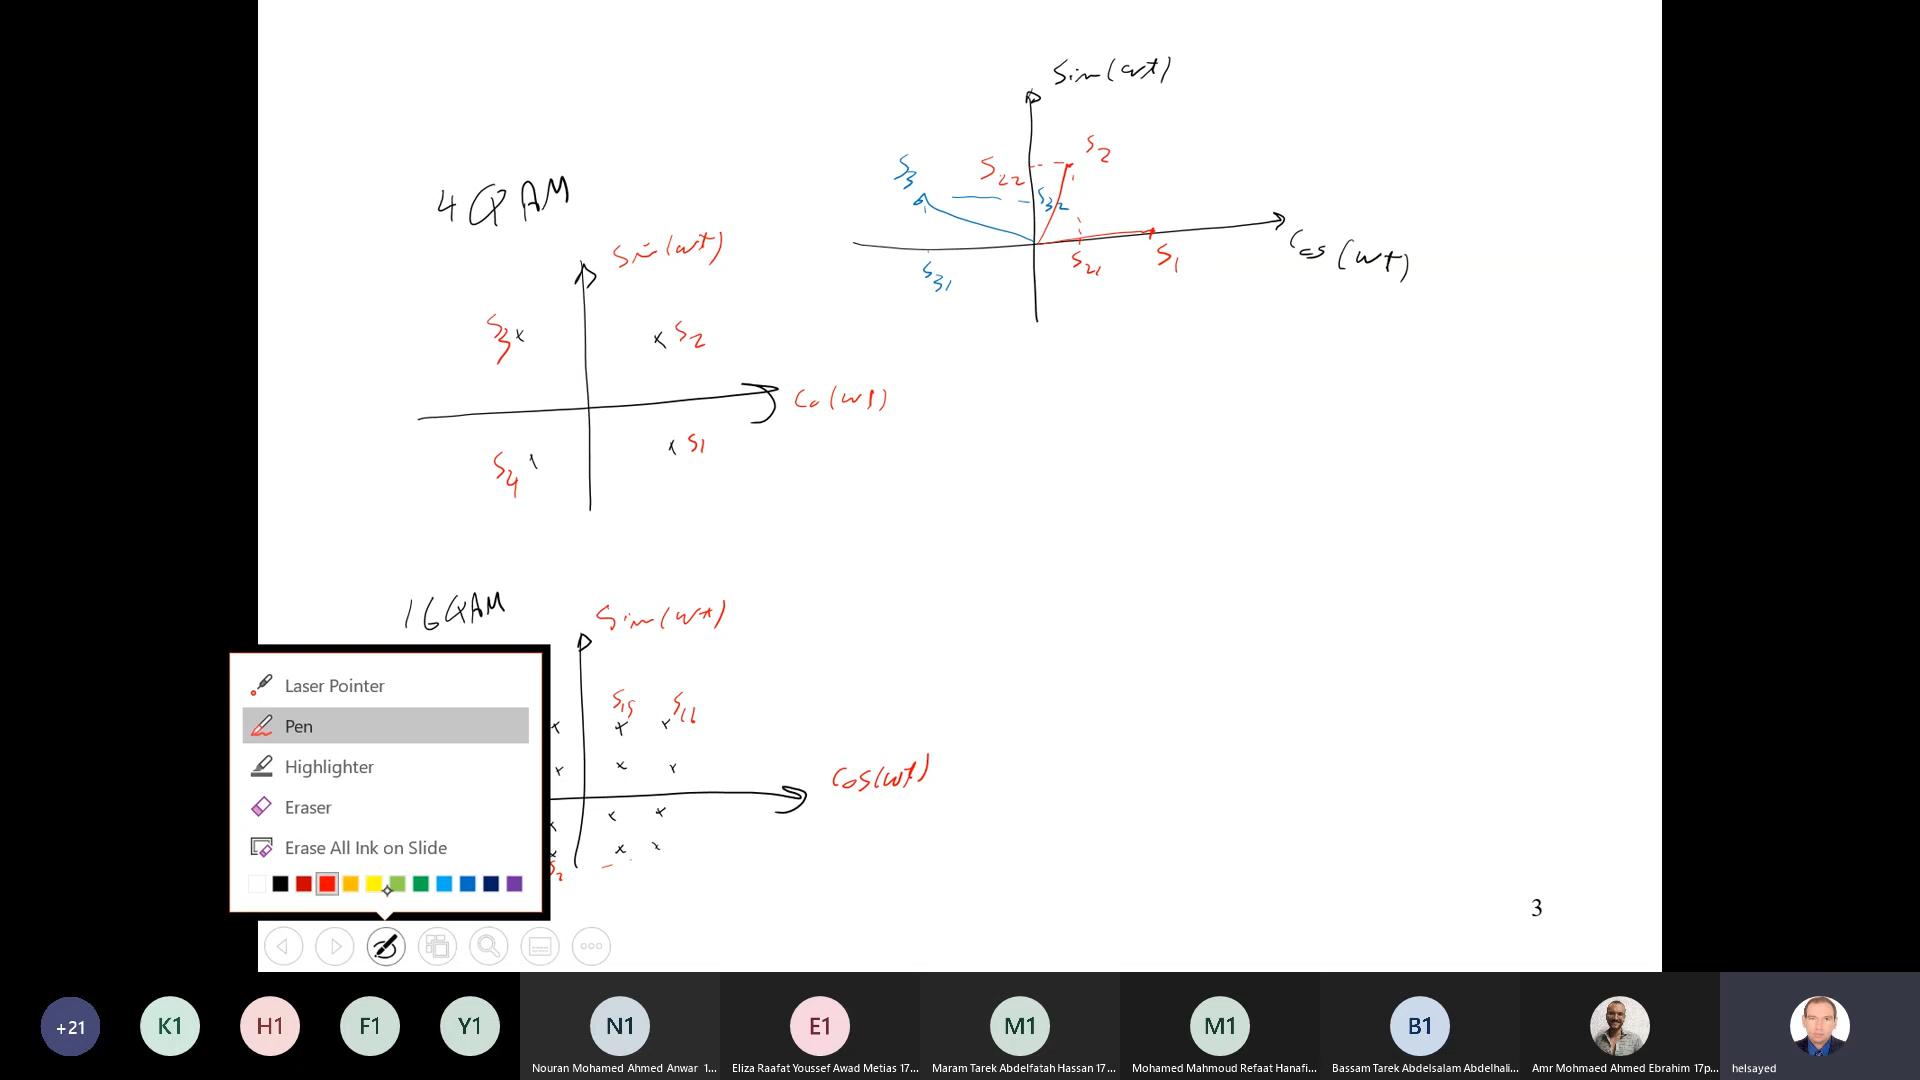 Sin(wt)
S2
S22
S3
S32
4QAM
Sin(wt)
Cos(wt)
S21
S1
S31
S3
S2
Co(wt)
S1
S4
16QAM
Sin(wt)
Laser Pointer
S15
S16
Pen
Highlighter
Cos(wt)
Eraser
Erase All Ink on Slide
S2
3
+21
K1
H1
F1
Y1
N1
E1
M1
M1
B1
Nouran Mohamed Ahmed Anwar 1...
Eliza Raafat Youssef Awad Metias 17...
Maram Tarek Abdelfatah Hassan 17...
Mohamed Mahmoud Refaat Hanafi...
Bassam Tarek Abdelsalam Abdelhali...
Amr Mohmaed Ahmed Ebrahim 17p...
helsayed